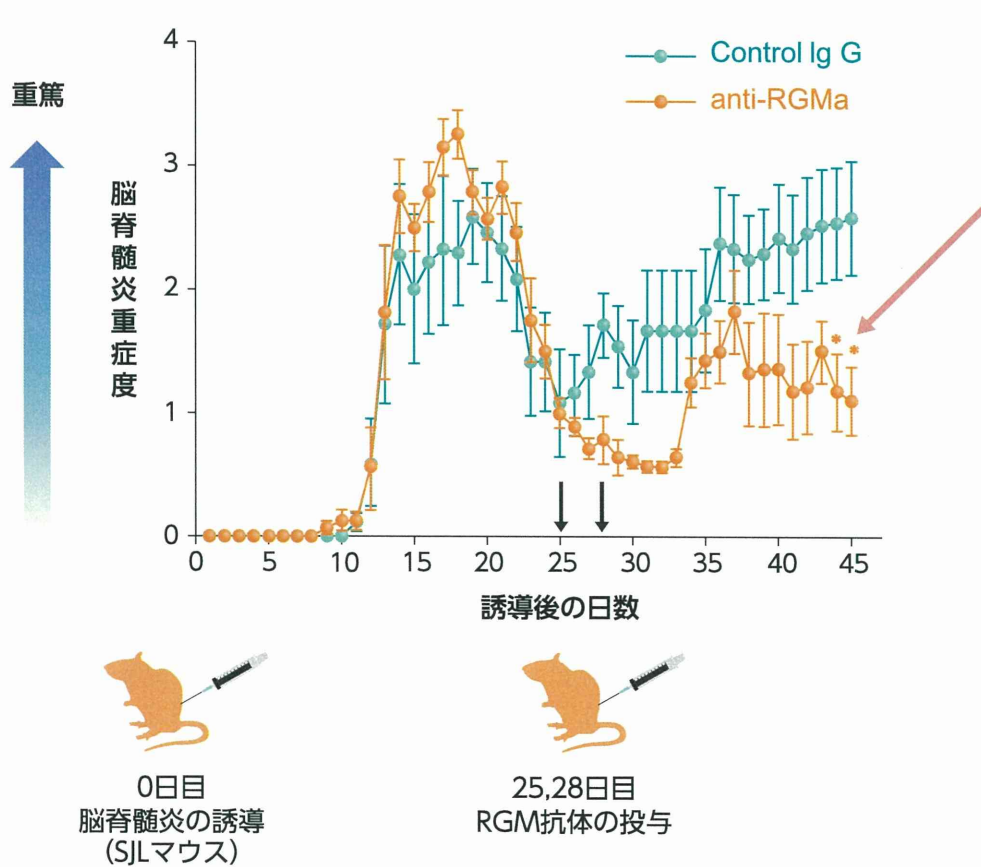 重篤
脳脊髄炎重症度
4
3
2
1
0
Control Ig G
anti-RGMa
* *
0 5 10 15 20 25 30 35 40 45
誘導後の日数
0日目
脳脊髄炎の誘導
(SJLマウス)
25,28日目
RGM抗体の投与